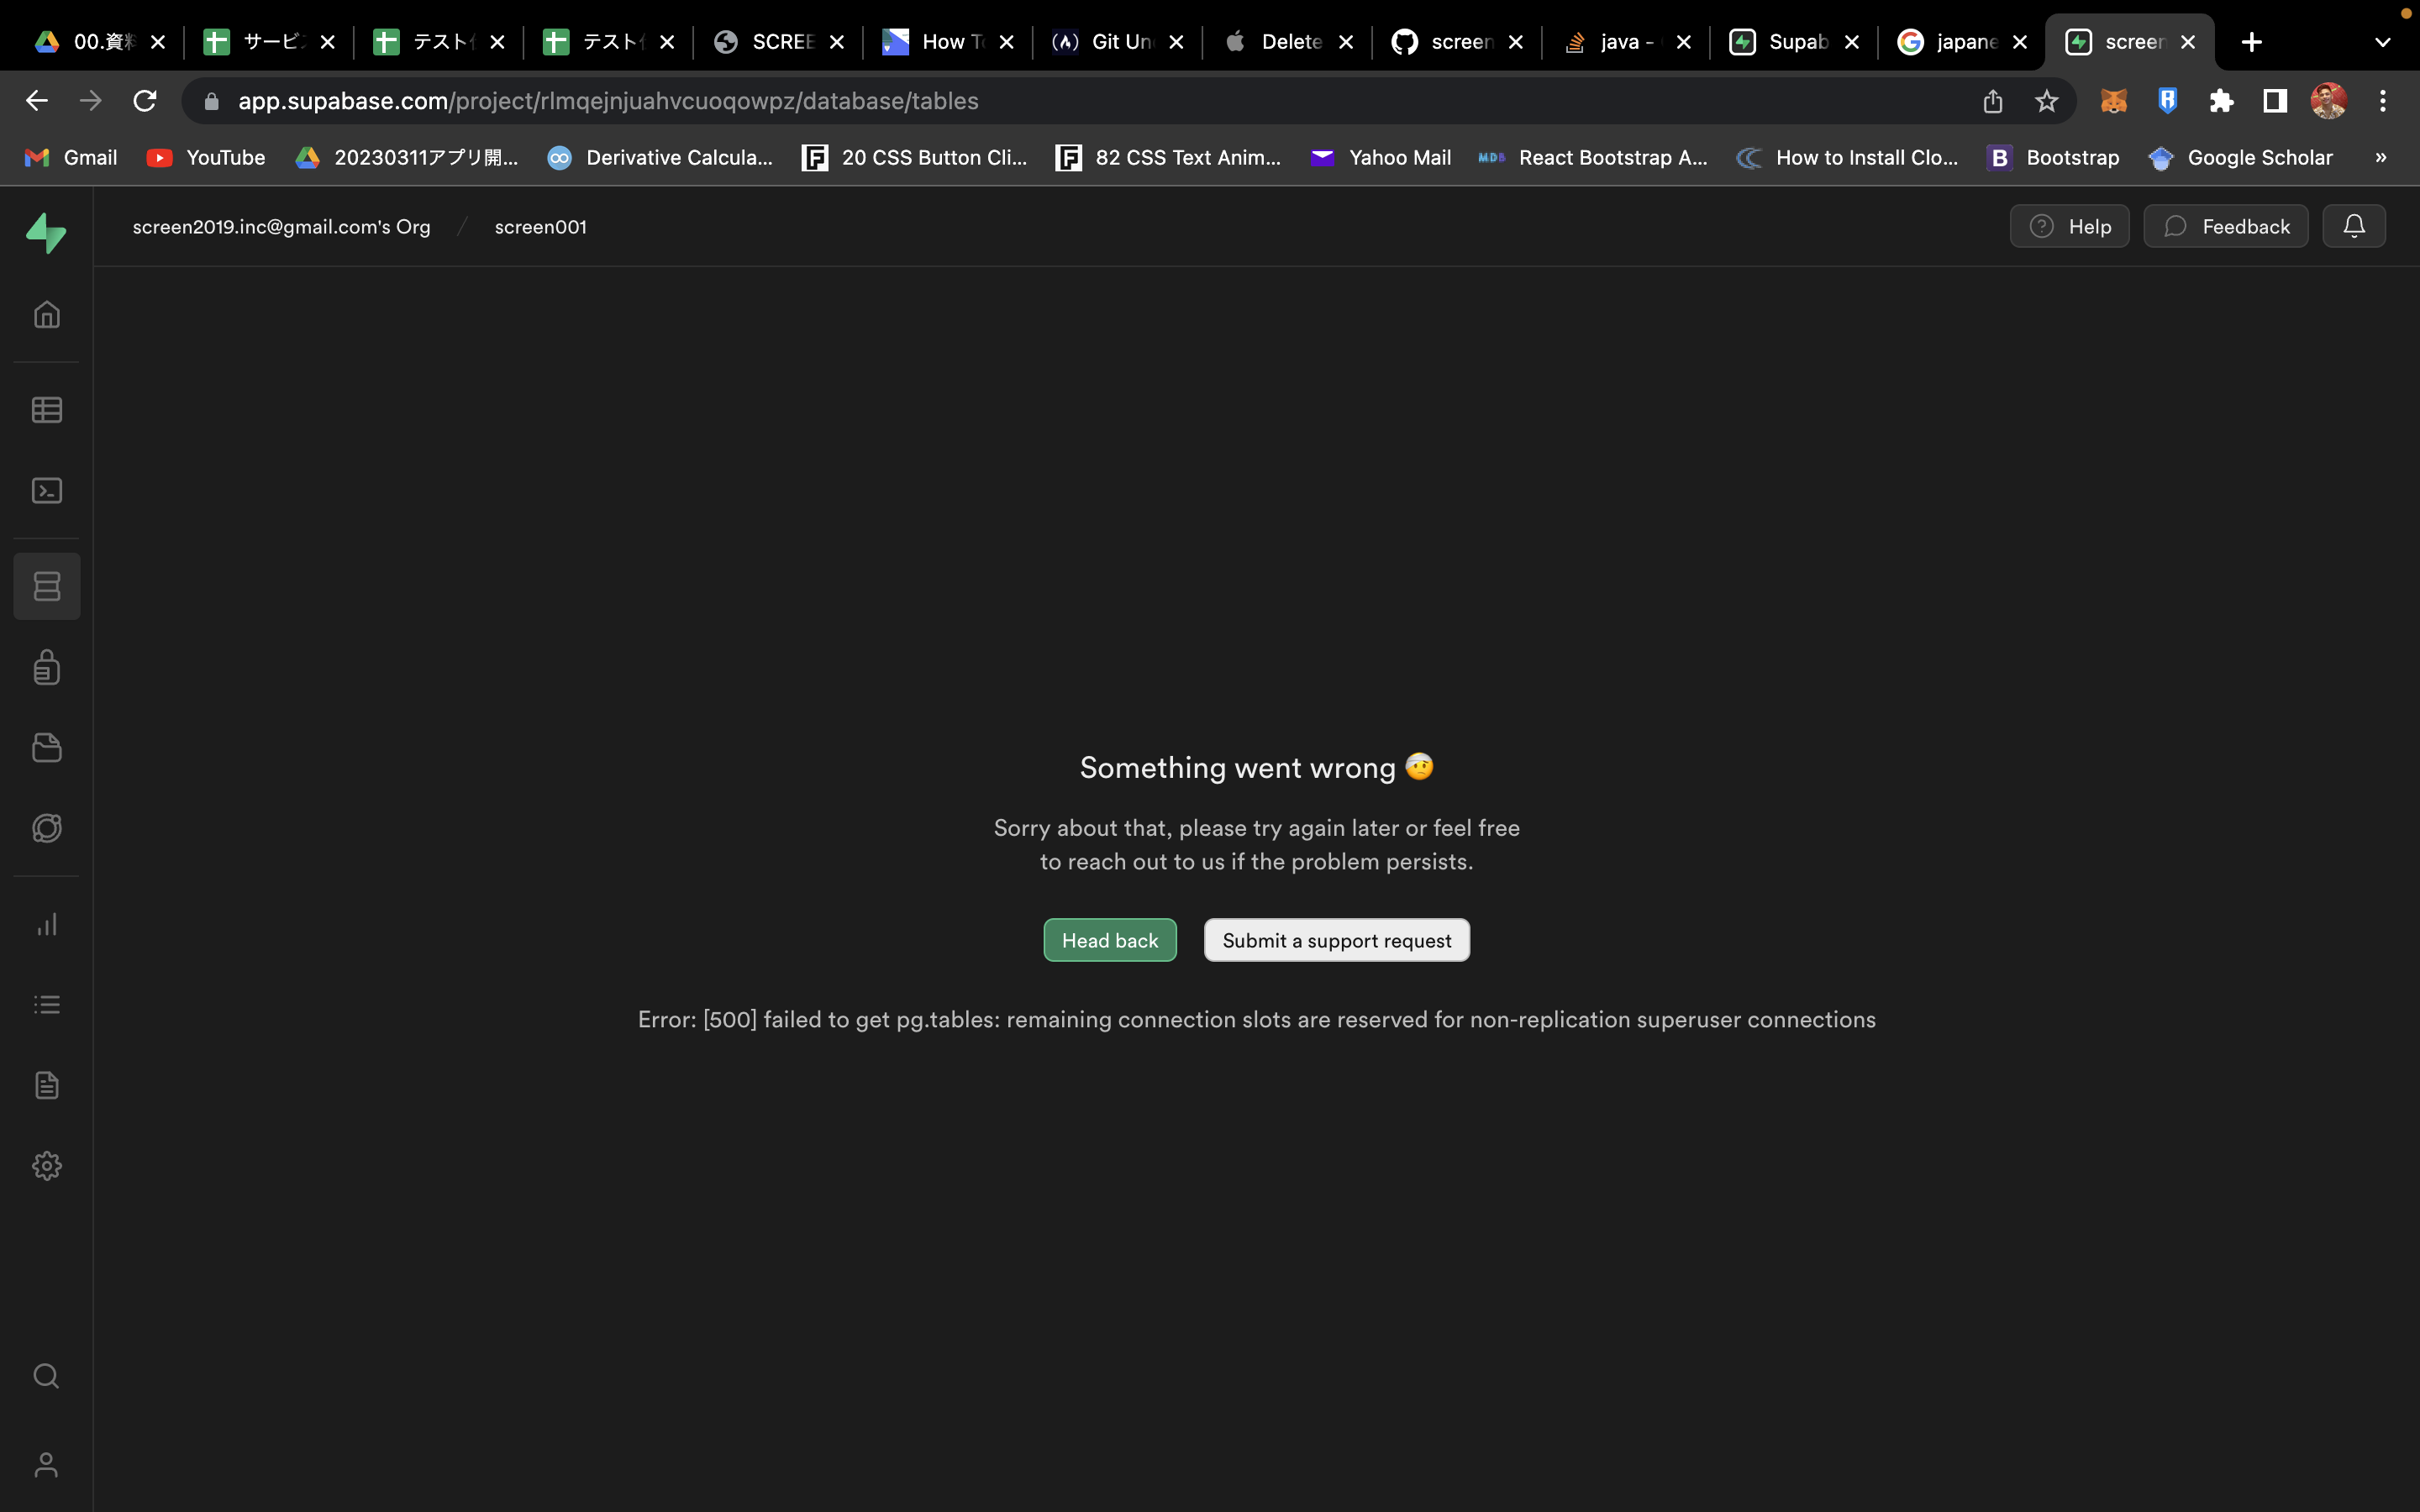 00.資料
サービ
テスト
テスト
SCREE
How T
Git Un
Delete
screen
java -
Supab
japane
screen
app.supabase.com/project/rlmqejnjuahvcuoqowpz/database/tables
Gmail
YouTube
20230311アプリ開...
Derivative Calcula...
20 CSS Button Cli...
82 CSS Text Anim...
Yahoo Mail
MDB
React Bootstrap A...
How to Install Clo...
B
Bootstrap
Google Scholar
»
screen2019.inc@gmail.com's Org / screen001
Help
Feedback
Something went wrong 🤕
Sorry about that, please try again later or feel free
to reach out to us if the problem persists.
Head back
Submit a support request
Error: [500] failed to get pg.tables: remaining connection slots are reserved for non-replication superuser connections